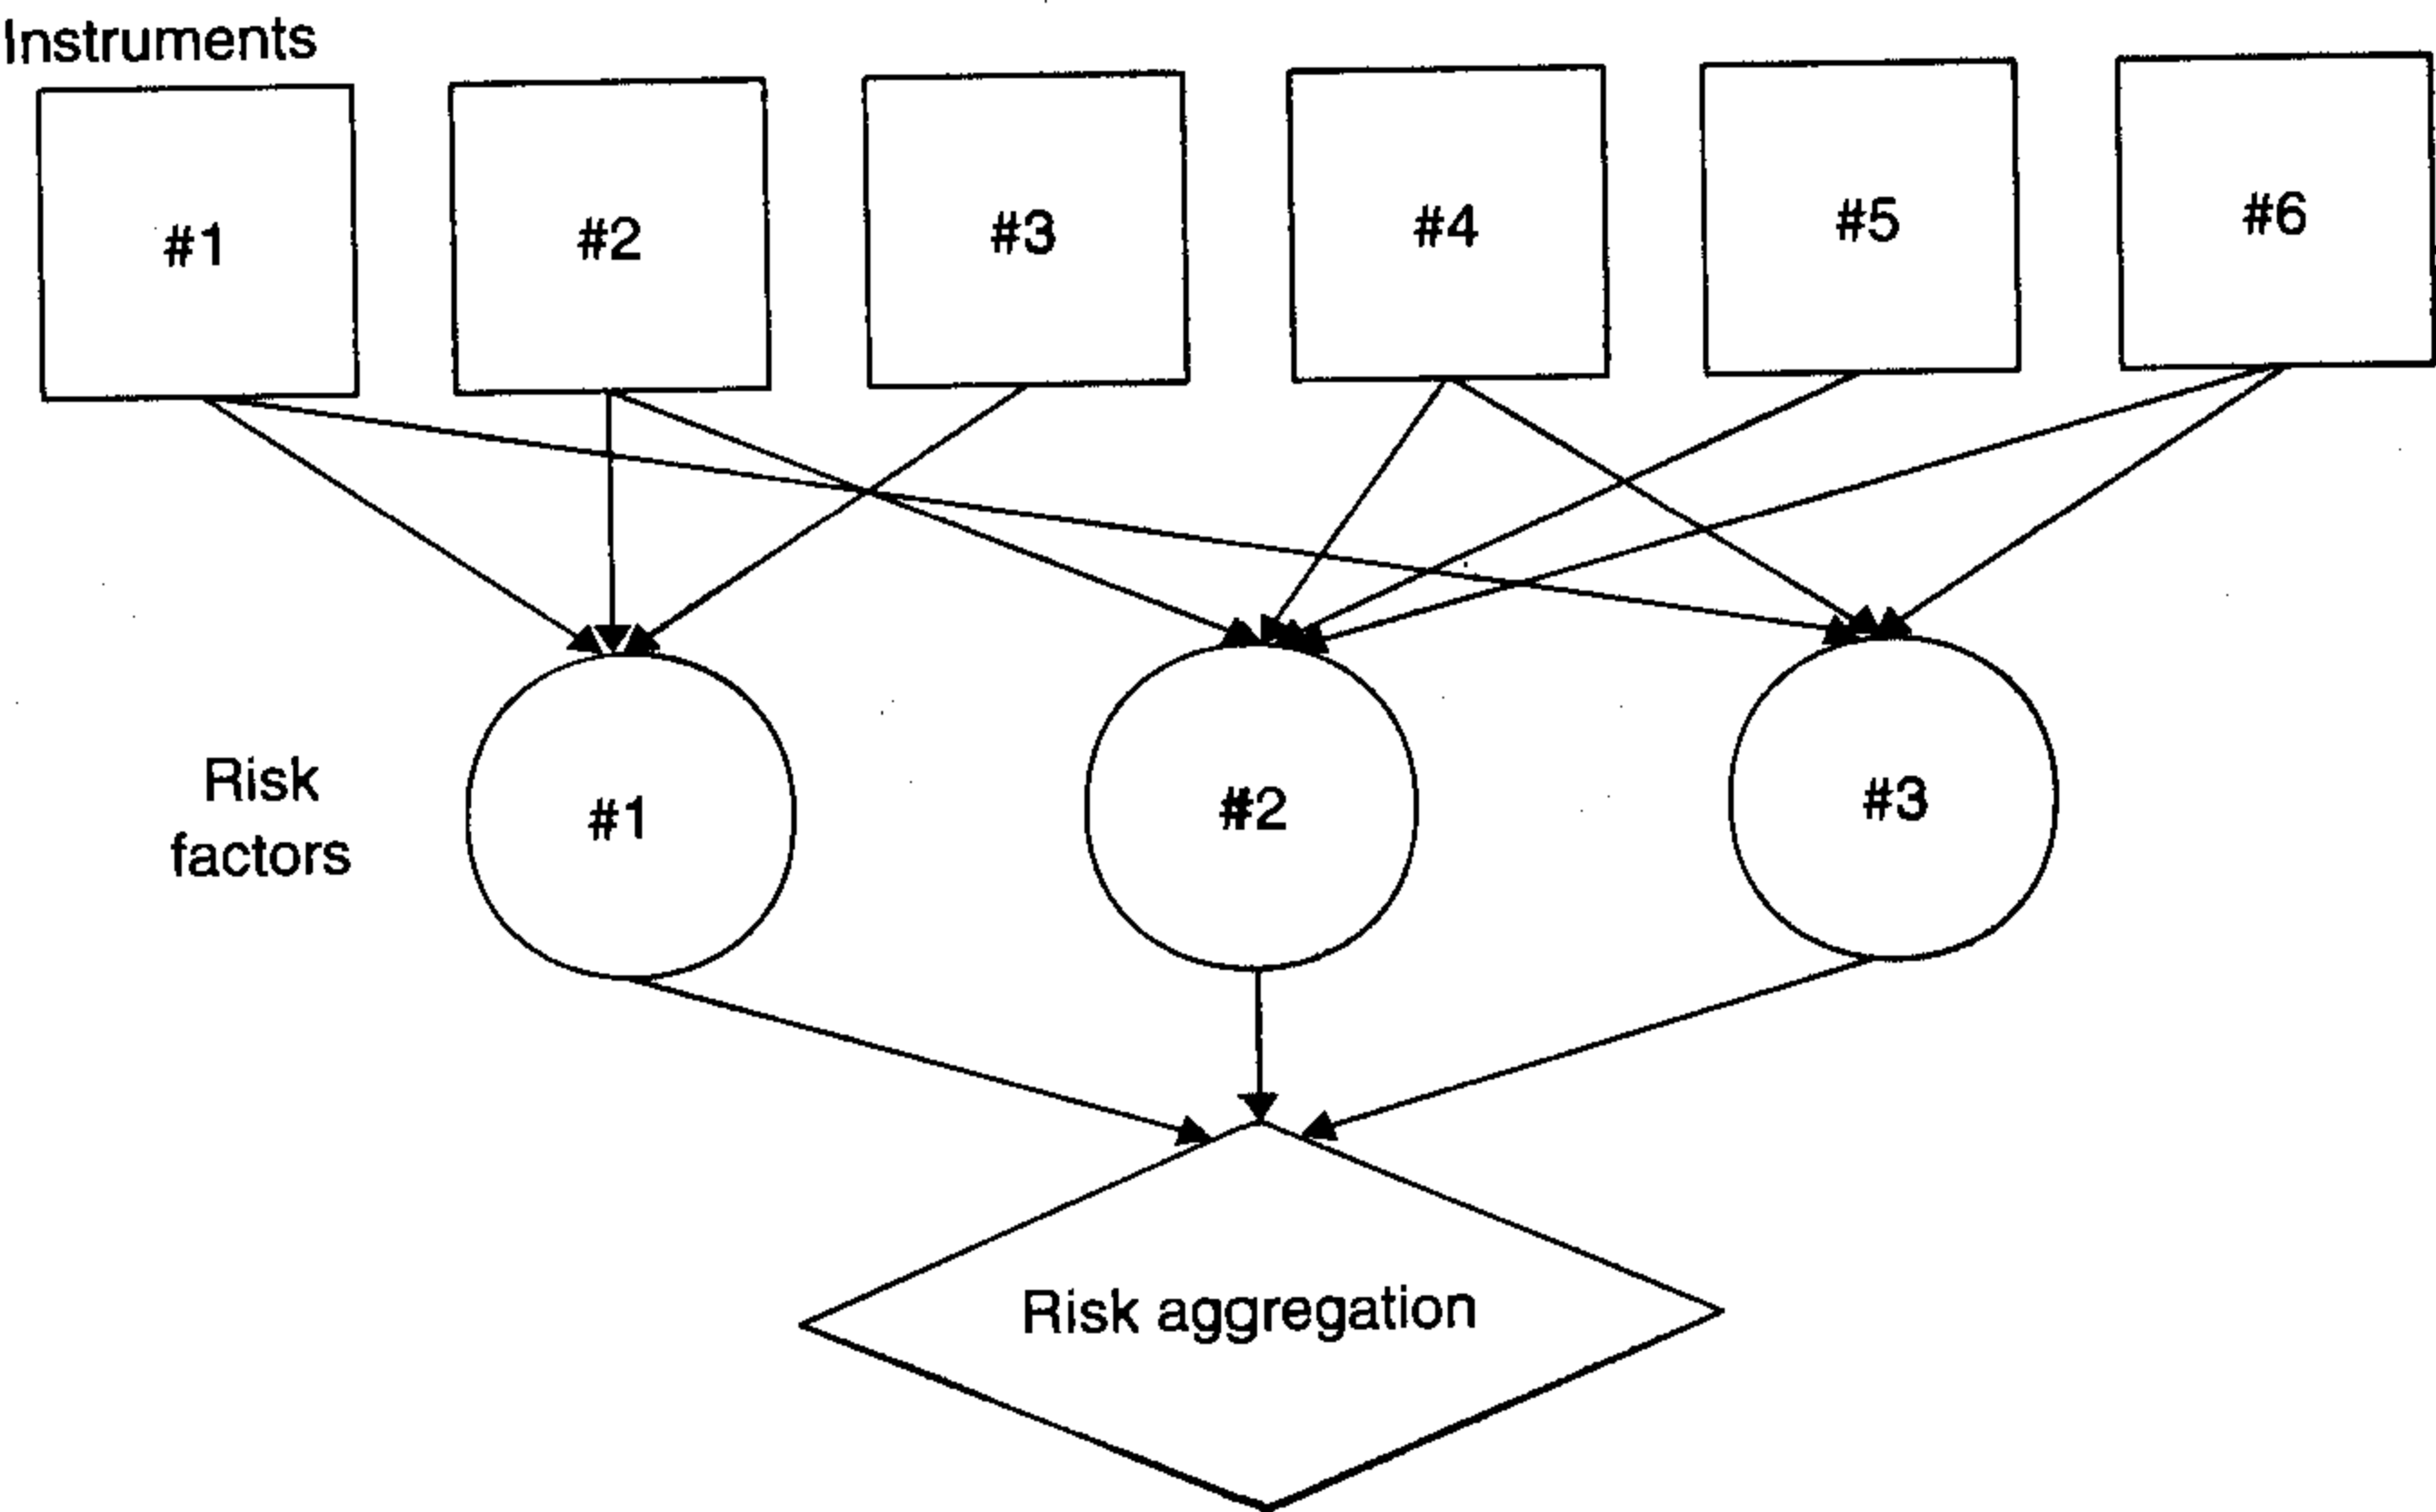 Instruments
#1
#2
#3
#4
#5
#6
Risk
factors
#1
#2
#3
Risk aggregation